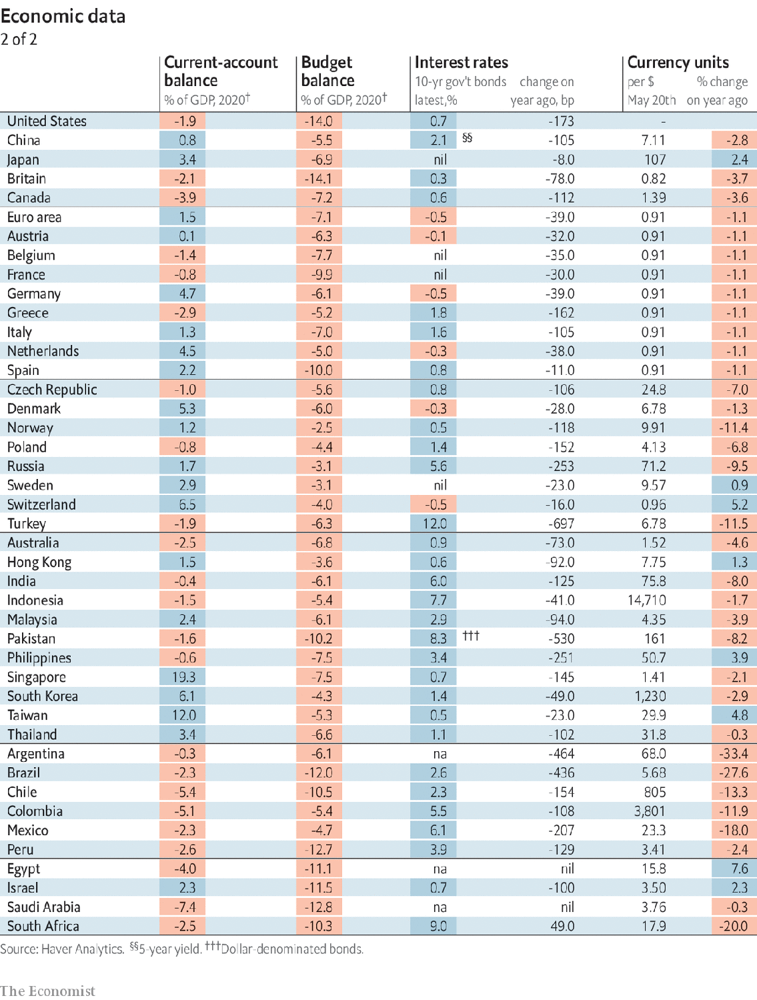 Economic data
2 of 2
Current-account balance % of GDP, 2020† Budget balance % of GDP, 2020† Interest rates 10-yr gov't bonds latest,% change on year ago, bp Currency units per $ May 20th % change on year ago
United States -1.9 -14.0 0.7 -173 -
China 0.8 -5.5 2.1 §§ -105 7.11 -2.8
Japan 3.4 -6.9 nil -8.0 107 2.4
Britain -2.1 -14.1 0.3 -78.0 0.82 -3.7
Canada -3.9 -7.2 0.6 -112 1.39 -3.6
Euro area 1.5 -7.1 -0.5 -39.0 0.91 -1.1
Austria 0.1 -6.3 -0.1 -32.0 0.91 -1.1
Belgium -1.4 -7.7 nil -35.0 0.91 -1.1
France -0.8 -9.9 nil -30.0 0.91 -1.1
Germany 4.7 -6.1 -0.5 -39.0 0.91 -1.1
Greece -2.9 -5.2 1.8 -162 0.91 -1.1
Italy 1.3 -7.0 1.6 -105 0.91 -1.1
Netherlands 4.5 -5.0 -0.3 -38.0 0.91 -1.1
Spain 2.2 -10.0 0.8 -11.0 0.91 -1.1
Czech Republic -1.0 -5.6 0.8 -106 24.8 -7.0
Denmark 5.3 -6.0 -0.3 -28.0 6.78 -1.3
Norway 1.2 -2.5 0.5 -118 9.91 -11.4
Poland -0.8 -4.4 1.4 -152 4.13 -6.8
Russia 1.7 -3.1 5.6 -253 71.2 -9.5
Sweden 2.9 -3.1 nil -23.0 9.57 0.9
Switzerland 6.5 -4.0 -0.5 -16.0 0.96 5.2
Turkey -1.9 -6.3 12.0 -697 6.78 -11.5
Australia -2.5 -6.8 0.9 -73.0 1.52 -4.6
Hong Kong 1.5 -3.6 0.6 -92.0 7.75 1.3
India -0.4 -6.1 6.0 -125 75.8 -8.0
Indonesia -1.5 -5.4 7.7 -41.0 14,710 -1.7
Malaysia 2.4 -6.1 2.9 -94.0 4.35 -3.9
Pakistan -1.6 -10.2 8.3 ††† -530 161 -8.2
Philippines -0.6 -7.5 3.4 -251 50.7 3.9
Singapore 19.3 -7.5 0.7 -145 1.41 -2.1
South Korea 6.1 -4.3 1.4 -49.0 1,230 -2.9
Taiwan 12.0 -5.3 0.5 -23.0 29.9 4.8
Thailand 3.4 -6.6 1.1 -102 31.8 -0.3
Argentina -0.3 -6.1 na -464 68.0 -33.4
Brazil -2.3 -12.0 2.6 -436 5.68 -27.6
Chile -5.4 -10.5 2.3 -154 805 -13.3
Colombia -5.1 -5.4 5.5 -108 3,801 -11.9
Mexico -2.3 -4.7 6.1 -207 23.3 -18.0
Peru -2.6 -12.7 3.9 -129 3.41 -2.4
Egypt -4.0 -11.1 na nil 15.8 7.6
Israel 2.3 -11.5 0.7 -100 3.50 2.3
Saudi Arabia -7.4 -12.8 na nil 3.76 -0.3
South Africa -2.5 -10.3 9.0 49.0 17.9 -20.0
Source: Haver Analytics. §§5-year yield. †††Dollar-denominated bonds.
The Economist